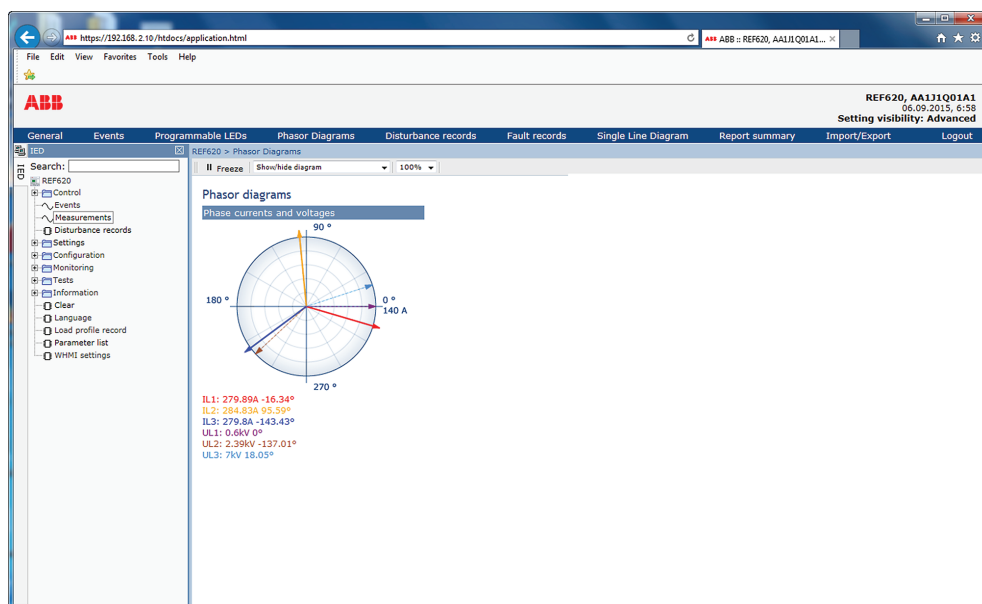 https://192.168.2.10/htdocs/application.html
ABB ABB :: REF620, AA1J1Q01A1...
File Edit View Favorites Tools Help
ABB
REF620, AA1J1Q01A1
06.09.2015, 6:58
Setting visibility: Advanced
General Events Programmable LEDs Phasor Diagrams Disturbance records Fault records Single Line Diagram Report summary Import/Export Logout
IED
REF620 > Phasor Diagrams
IED
Search:
Freeze Show/hide diagram 100%
REF620
Control
Events
Measurements
Disturbance records
Settings
Configuration
Monitoring
Tests
Information
Clear
Language
Load profile record
Parameter list
WHMI settings
Phasor diagrams
Phase currents and voltages
90 °
180 °
0 °
140 A
270 °
IL1: 279.89A -16.34°
IL2: 284.83A 95.59°
IL3: 279.8A -143.43°
UL1: 0.6kV 0°
UL2: 2.39kV -137.01°
UL3: 7kV 18.05°